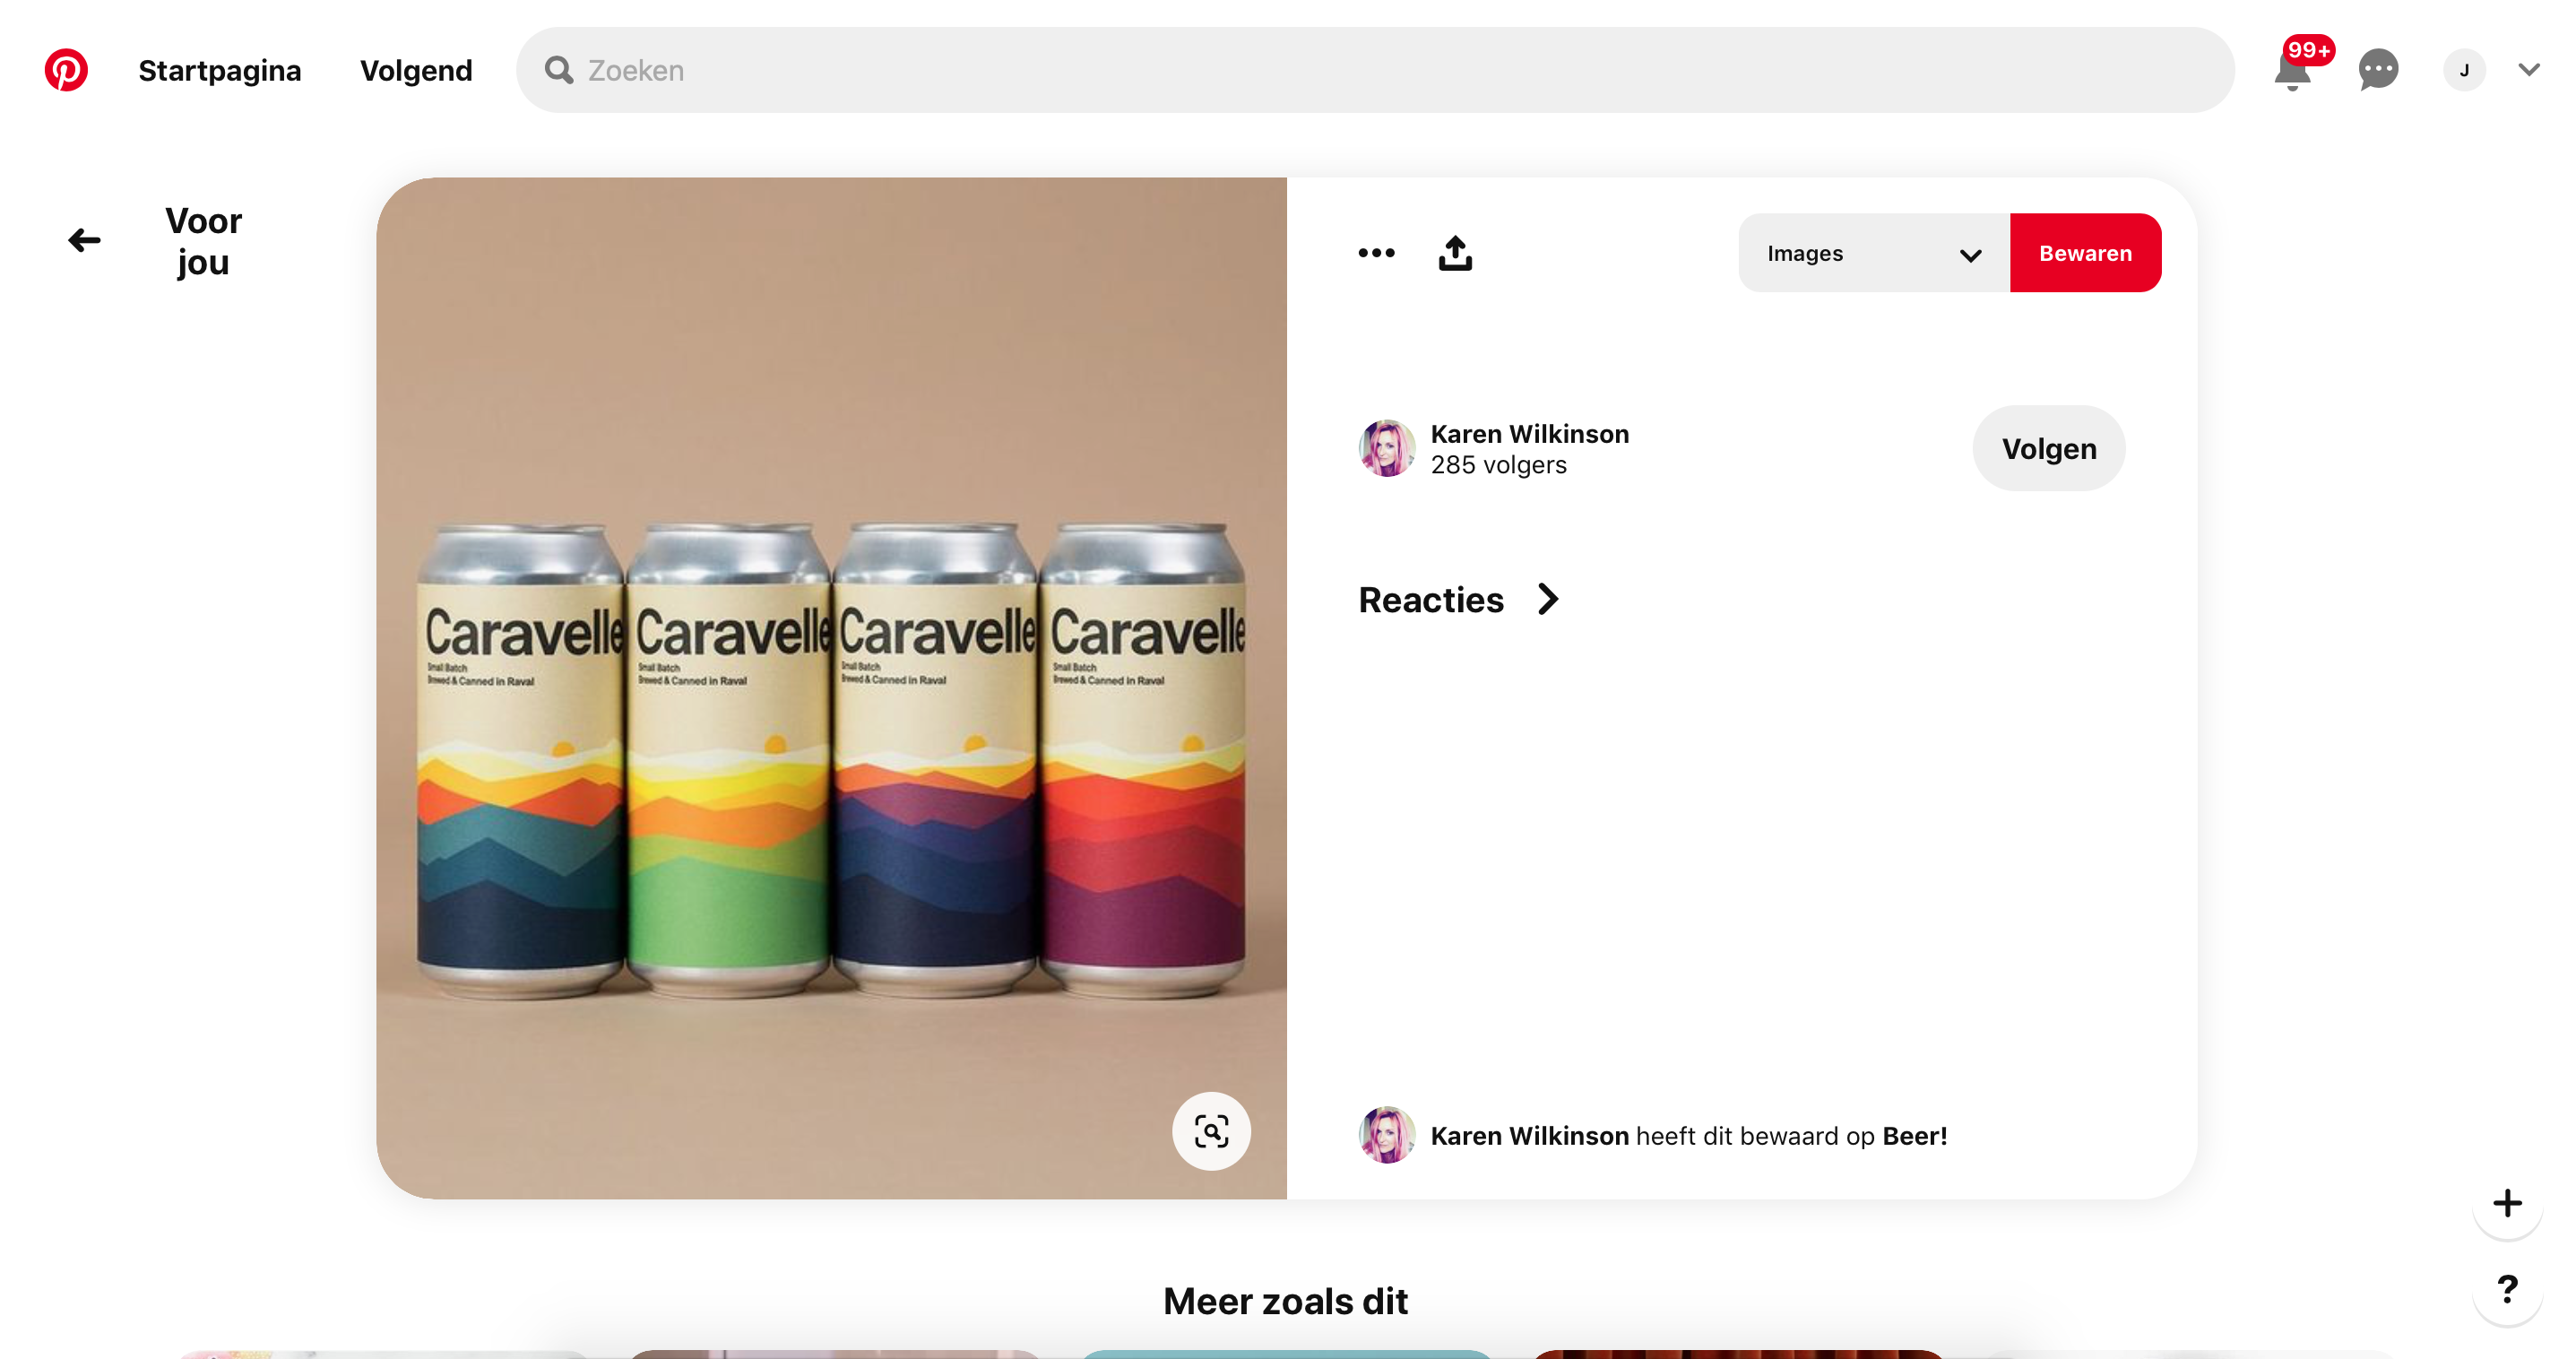 Startpagina
Volgend
Zoeken
99+
J
Voor
jou
Images
Bewaren
Karen Wilkinson
285 volgers
Volgen
Reacties
Caravelle
Small Batch
Brewed & Canned in Raval
Caravelle
Small Batch
Brewed & Canned in Raval
Caravelle
Small Batch
Brewed & Canned in Raval
Caravelle
Small Batch
Brewed & Canned in Raval
Karen Wilkinson heeft dit bewaard op Beer!
Meer zoals dit
?